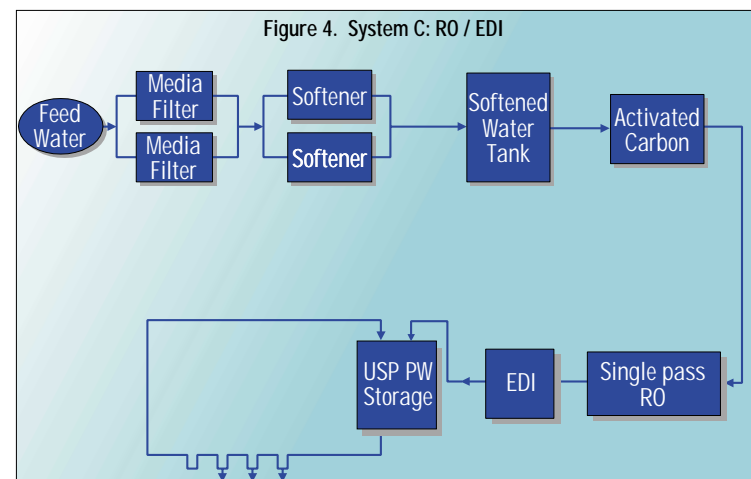 Figure 4. System C: RO / EDI
Feed
Water
Media
Filter
Media
Filter
Softener
Softener
Softened
Water
Tank
Activated
Carbon
USP PW
Storage
EDI
Single pass
RO